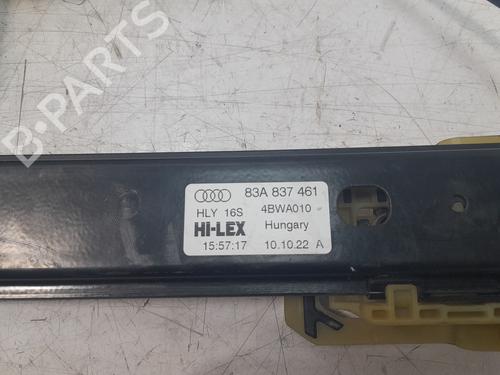 B-PARTS
83A 837 461
HLY 16S 4BWA010
HI-LEX Hungary
15:57:17 10.10.22 A